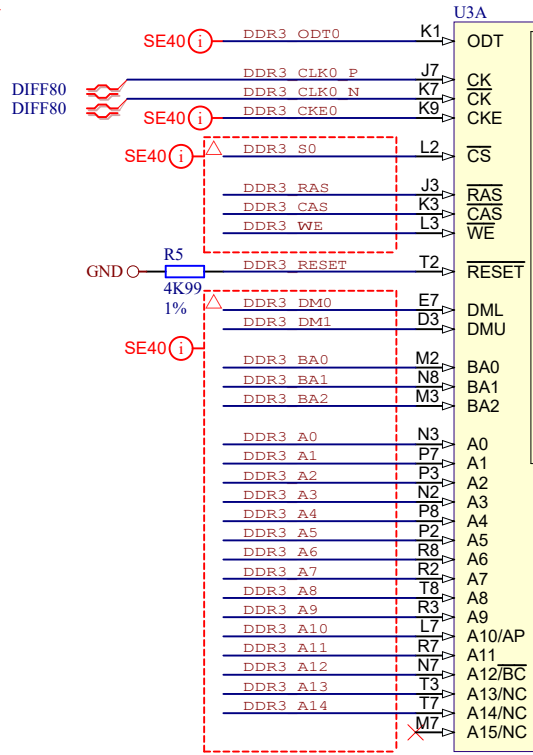 U3A
SE40 i DDR3_ODT0 K1 ODT
DIFF80 DDR3_CLK0_P J7 CK
DIFF80 DDR3_CLK0_N K7 CK
SE40 i DDR3_CKE0 K9 CKE
SE40 i DDR3_S0 L2 CS
DDR3_RAS J3 RAS
DDR3_CAS K3 CAS
DDR3_WE L3 WE
R5
GND DDR3_RESET T2 RESET
4K99
1%
DDR3_DM0 E7 DML
DDR3_DM1 D3 DMU
SE40 i
DDR3_BA0 M2 BA0
DDR3_BA1 N8 BA1
DDR3_BA2 M3 BA2
DDR3_A0 N3 A0
DDR3_A1 P7 A1
DDR3_A2 P3 A2
DDR3_A3 N2 A3
DDR3_A4 P8 A4
DDR3_A5 P2 A5
DDR3_A6 R8 A6
DDR3_A7 R2 A7
DDR3_A8 T8 A8
DDR3_A9 R3 A9
DDR3_A10 L7 A10/AP
DDR3_A11 R7 A11
DDR3_A12 N7 A12/BC
DDR3_A13 T3 A13/NC
DDR3_A14 T7 A14/NC
M7 A15/NC